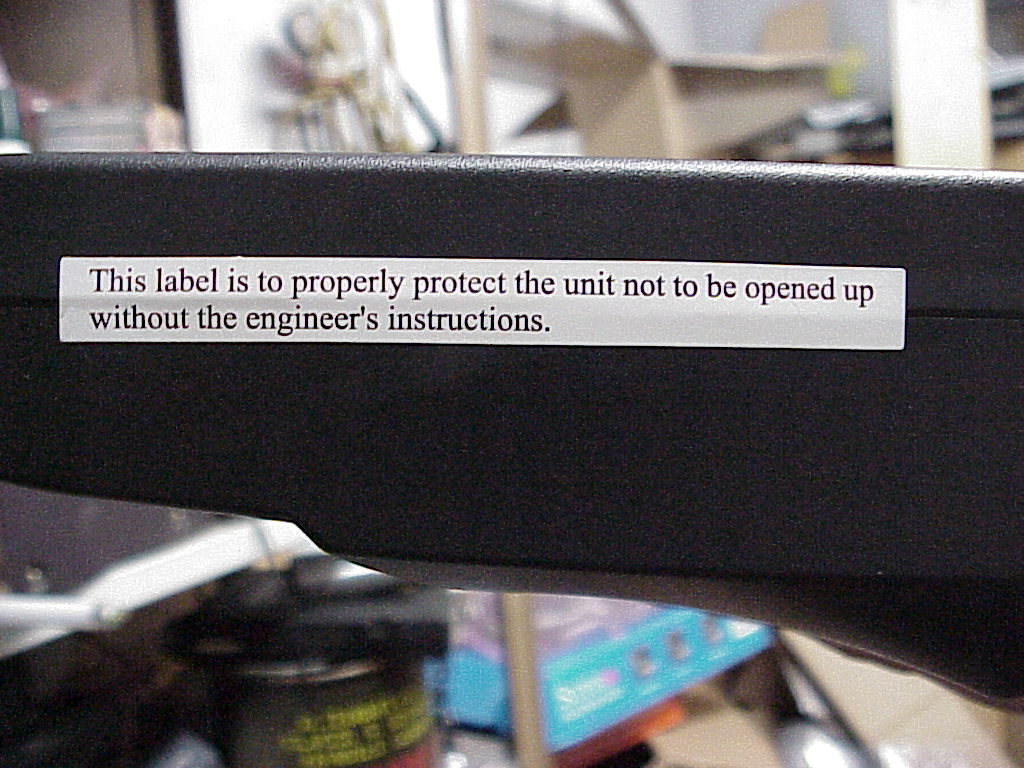 This label is to properly protect the unit not to be opened up
without the engineer's instructions.